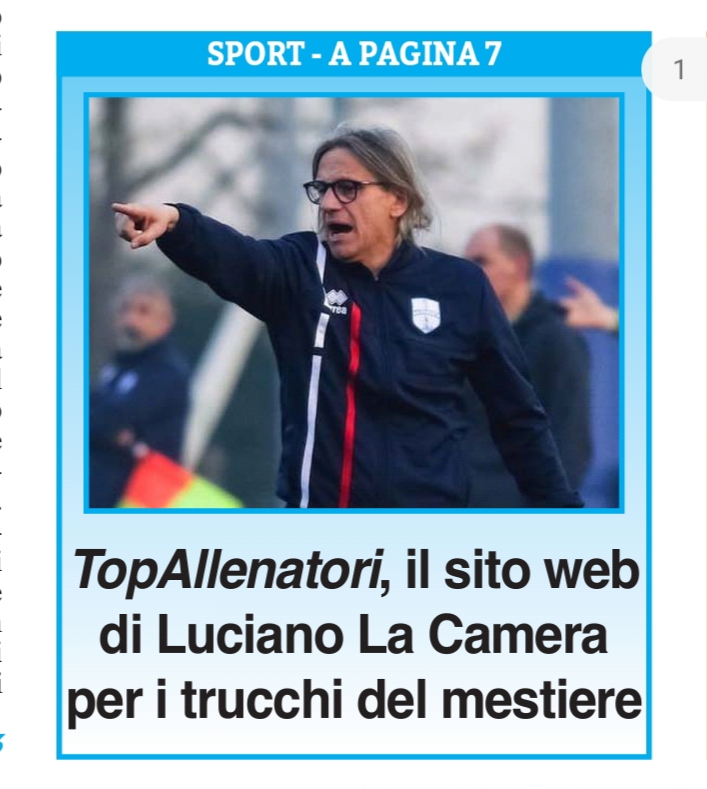 SPORT - A PAGINA 7
1
TopAllenatori, il sito web
di Luciano La Camera
per i trucchi del mestiere